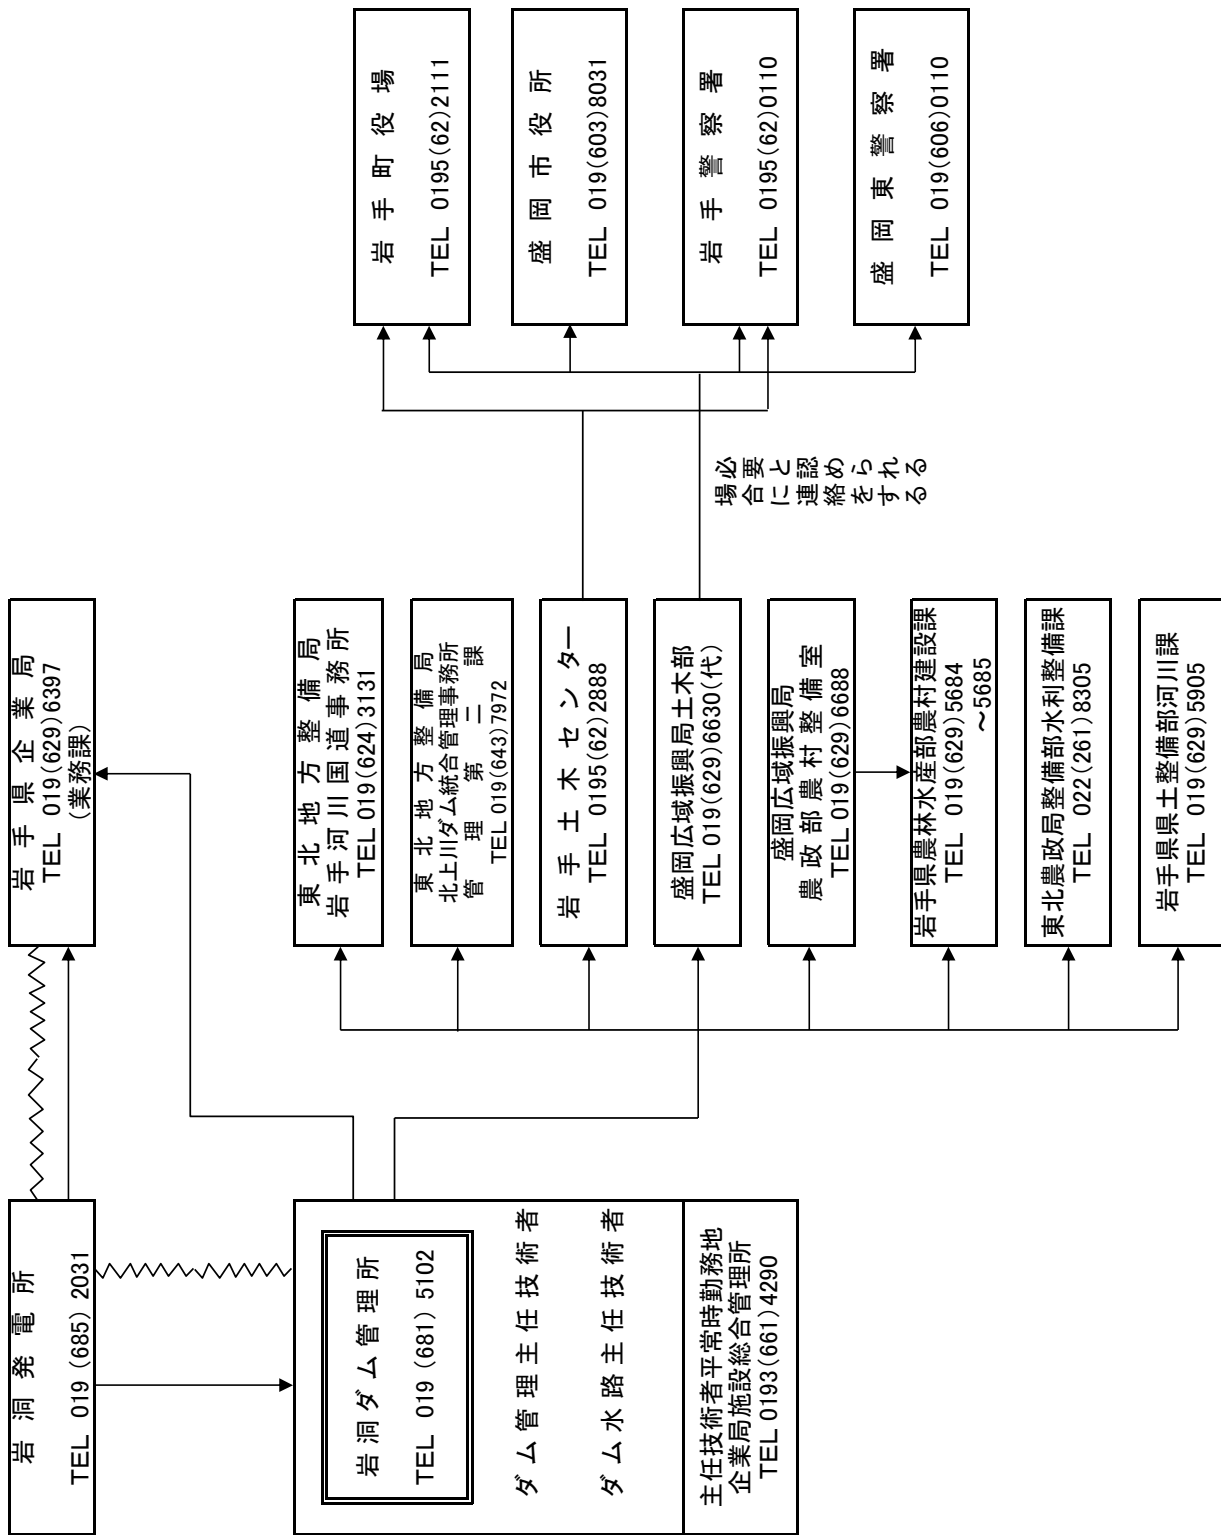 岩洞発電所
TEL 019(685)2031
岩洞ダム管理所
TEL 019(681)5102
ダム管理主任技術者
ダム水路主任技術者
主任技術者平常時勤務地
企業局施設総合管理所
TEL 0193(661)4290
岩手県企業局
TEL 019(629)6397
(業務課)
東北地方整備局
岩手河川国道事務所
TEL 019(624)3131
東北地方整備局
北上川ダム統合管理事務所
管理第二課
TEL 019(643)7972
岩手土木センター
TEL 0195(62)2888
盛岡広域振興局土木部
TEL 019(629)6630(代)
盛岡広域振興局
農政部農村整備室
TEL 019(629)6688
岩手県農林水産部農村建設課
TEL 019(629)5684
～5685
東北農政局整備部水利整備課
TEL 022(261)8305
岩手県県土整備部河川課
TEL 019(629)5905
必要と認められる
場合に連絡をする
岩手町役場
TEL 0195(62)2111
盛岡市役所
TEL 019(603)8031
岩手警察署
TEL 0195(62)0110
盛岡東警察署
TEL 019(606)0110